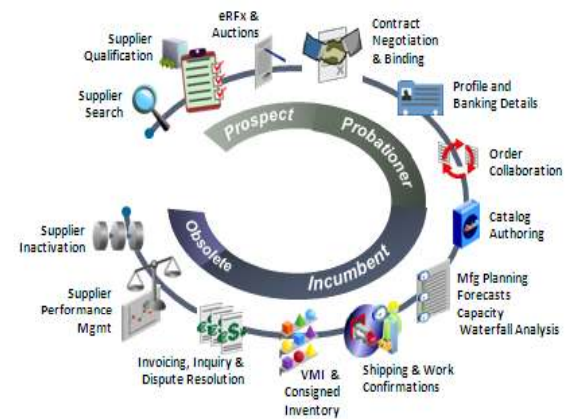 eRFx &
Auctions
Contract
Negotiation
& Binding
Supplier
Qualification
Supplier
Search
Profile and
Banking Details
Order
Collaboration
Catalog
Authoring
Mfg Planning
Forecasts
Capacity
Waterfall Analysis
Shipping & Work
Confirmations
VMI &
Consigned
Inventory
Invoicing, Inquiry &
Dispute Resolution
Supplier
Performance
Mgmt
Supplier
Inactivation
Prospect
Probationer
Incumbent
Obsolete